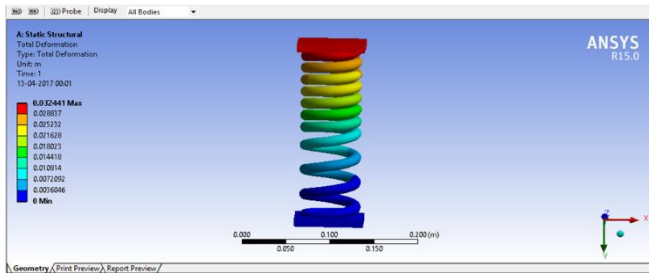 Probe Display All Bodies
A: Static Structural
Total Deformation
Type: Total Deformation
Unit: m
Time: 1
13-04-2017 00:01
0.032441 Max
0.028837
0.025232
0.021628
0.018023
0.014418
0.010814
0.0072092
0.0036046
0 Min
ANSYS
R15.0
0.000 0.100 0.200 (m)
0.050 0.150
X
Y
Z
Geometry Print Preview Report Preview